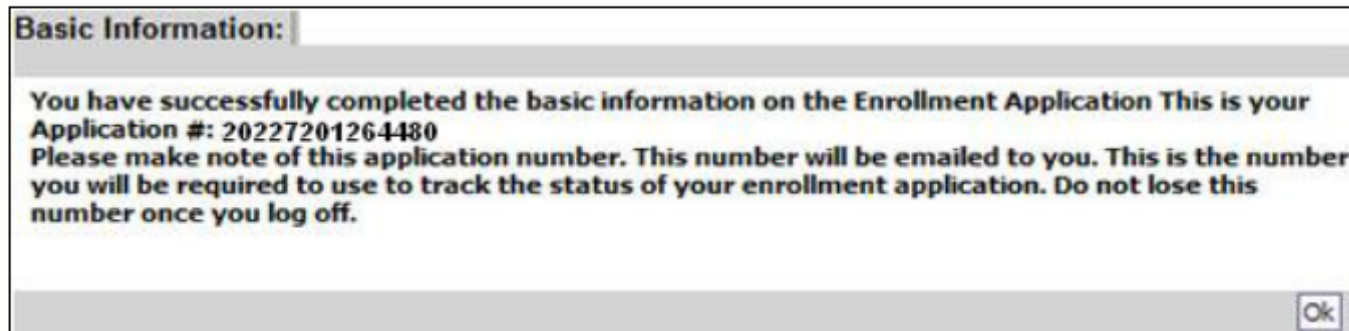 Basic Information:
You have successfully completed the basic information on the Enrollment Application This is your
Application #: 20227201264480
Please make note of this application number. This number will be emailed to you. This is the number
you will be required to use to track the status of your enrollment application. Do not lose this
number once you log off.
Ok